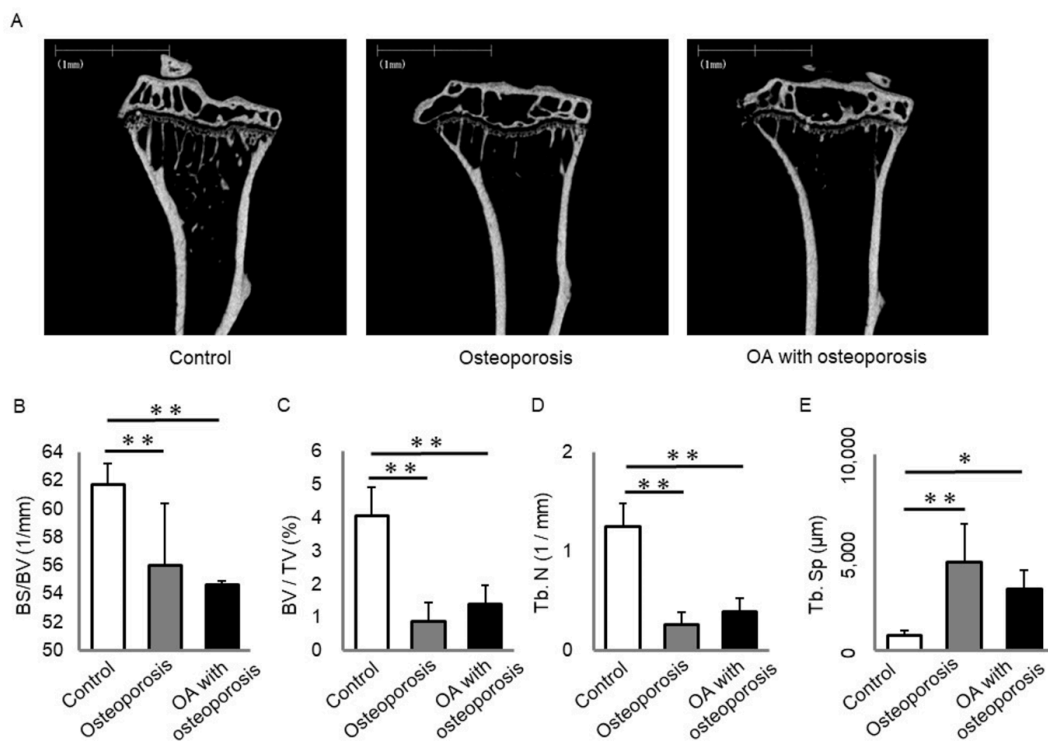 A
(1mm)
(1mm)
(1mm)
Control
Osteoporosis
OA with osteoporosis
B
BS/BV (1/mm)
64
62
60
58
56
54
52
50
**
**
Control
Osteoporosis
OA with
osteoporosis
C
BV / TV (%)
6
5
4
3
2
1
0
**
**
Control
Osteoporosis
OA with
osteoporosis
D
Tb. N (1 / mm)
2
1
0
**
**
Control
Osteoporosis
OA with
osteoporosis
E
Tb. Sp (μm)
10,000
5,000
0
*
**
Control
Osteoporosis
OA with
osteoporosis